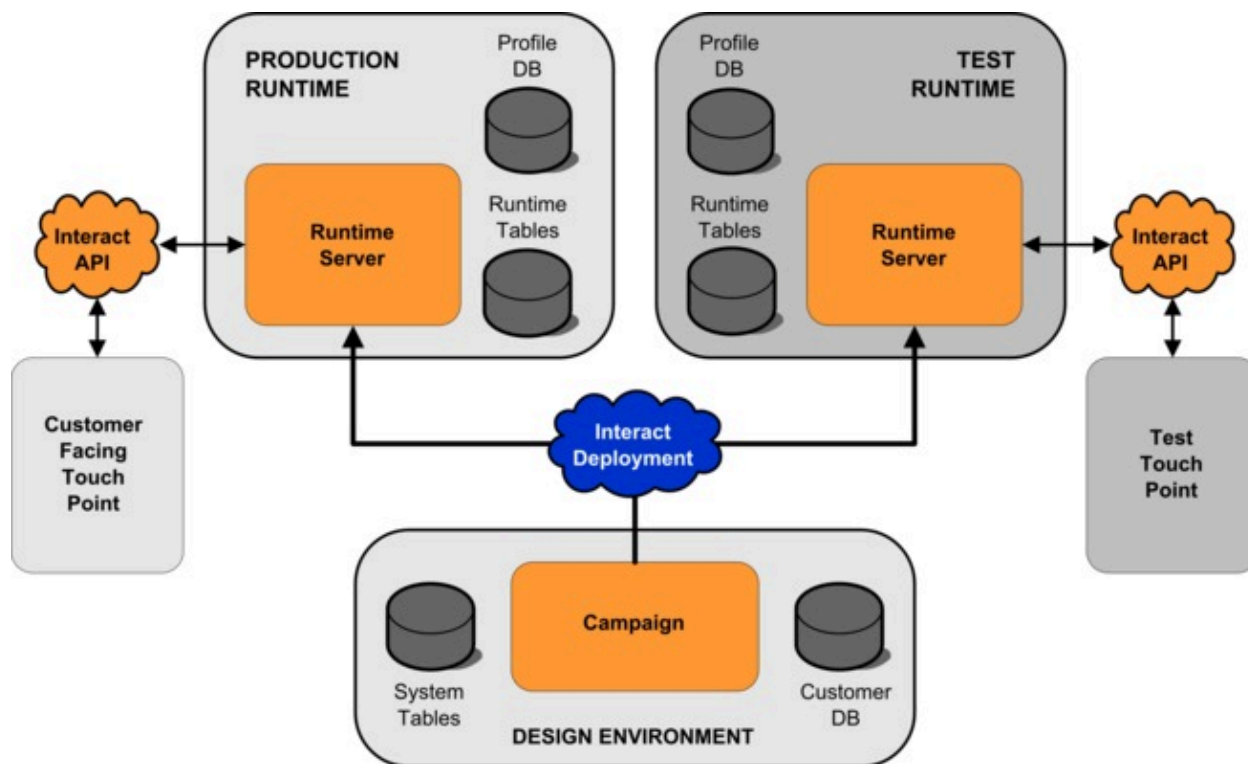 PRODUCTION
RUNTIME
Profile
DB
Runtime
Server
Runtime
Tables
Interact
API
Customer
Facing
Touch
Point
Profile
DB
TEST
RUNTIME
Runtime
Tables
Runtime
Server
Interact
API
Test
Touch
Point
Interact
Deployment
Campaign
System
Tables
Customer
DB
DESIGN ENVIRONMENT